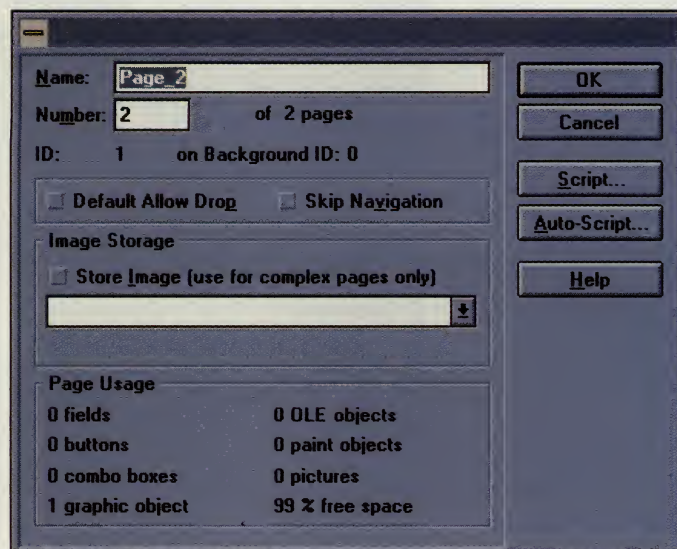 Name: Page_2
Number: 2 of 2 pages
ID: 1 on Background ID: 0
Default Allow Drop Skip Navigation
Image Storage
Store Image (use for complex pages only)
Page Usage
0 fields 0 OLE objects
0 buttons 0 paint objects
0 combo boxes 0 pictures
1 graphic object 99 % free space
OK
Cancel
Script...
Auto-Script...
Help